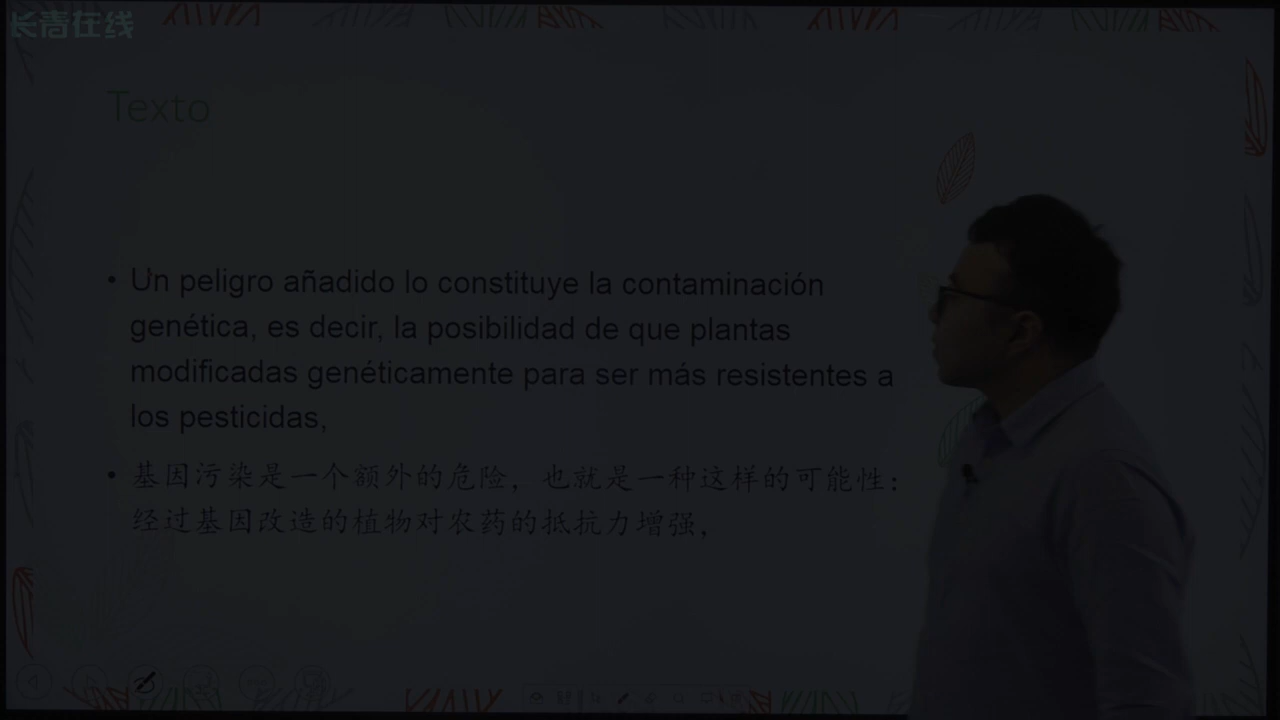 长青在线
Texto
• Un peligro añadido lo constituye la contaminación
genética, es decir, la posibilidad de que plantas
modificadas genéticamente para ser más resistentes a
los pesticidas,
• 基因污染是一个额外的危险，也就是一种这样的可能性：
经过基因改造的植物对农药的抵抗力增强，